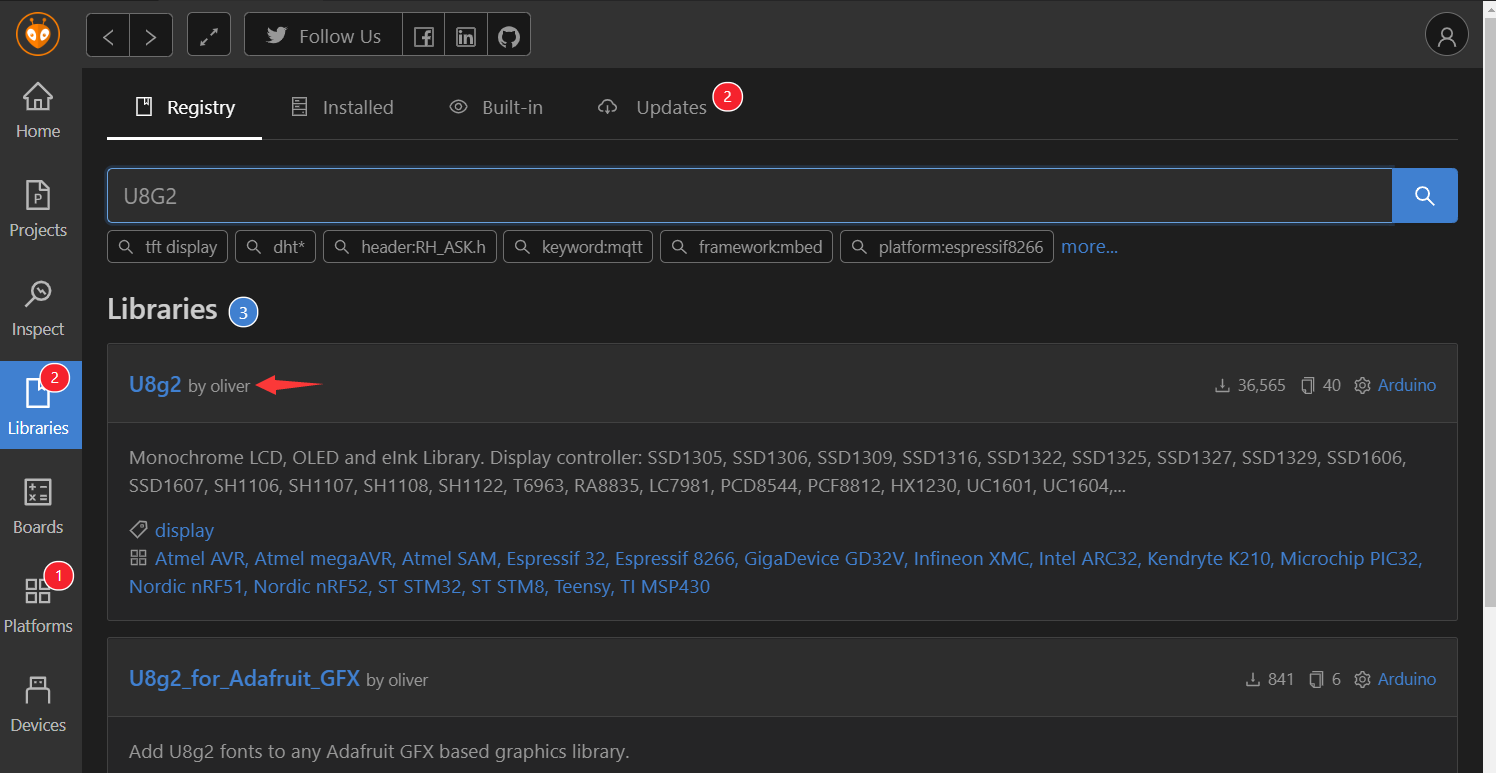 Follow Us
Home
Projects
Inspect
2
Libraries
Boards
1
Platforms
Devices
Registry
Installed
Built-in
Updates 2
U8G2
tft display
dht*
header:RH_ASK.h
keyword:mqtt
framework:mbed
platform:espressif8266
more...
Libraries 3
U8g2 by oliver
36,565 40 Arduino
Monochrome LCD, OLED and eInk Library. Display controller: SSD1305, SSD1306, SSD1309, SSD1316, SSD1322, SSD1325, SSD1327, SSD1329, SSD1606,
SSD1607, SH1106, SH1107, SH1108, SH1122, T6963, RA8835, LC7981, PCD8544, PCF8812, HX1230, UC1601, UC1604,...
display
Atmel AVR, Atmel megaAVR, Atmel SAM, Espressif 32, Espressif 8266, GigaDevice GD32V, Infineon XMC, Intel ARC32, Kendryte K210, Microchip PIC32,
Nordic nRF51, Nordic nRF52, ST STM32, ST STM8, Teensy, TI MSP430
U8g2_for_Adafruit_GFX by oliver
841 6 Arduino
Add U8g2 fonts to any Adafruit GFX based graphics library.